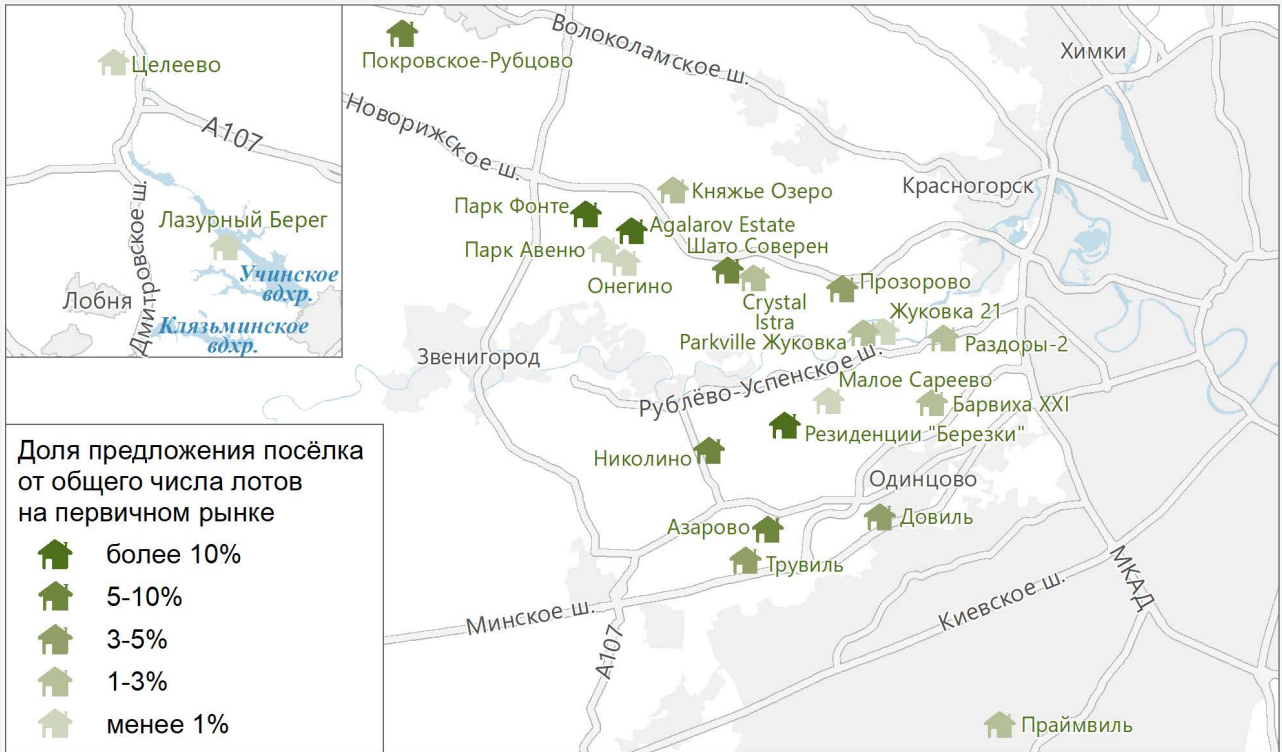 Целеево
А107
Дмитровское ш.
Лазурный Берег
Учинское
вдхр.
Лобня
Клязьминское
вдхр.
Покровское-Рубцово
Волоколамское ш.
Химки
Новорижское ш.
Княжье Озеро
Красногорск
Парк Фонте
Agalarov Estate
Парк Авеню
Шато Соверен
Онегино
Crystal
Istra
Прозорово
Жуковка 21
Parkville Жуковка
Раздоры-2
Звенигород
Рублёво-Успенское ш.
Малое Сареево
Барвиха XXI
Резиденции "Березки"
Николино
Одинцово
Азарово
Довиль
Трувиль
Минское ш.
А107
Киевское ш.
МКАД
Праймвиль
Доля предложения посёлка
от общего числа лотов
на первичном рынке
более 10%
5-10%
3-5%
1-3%
менее 1%